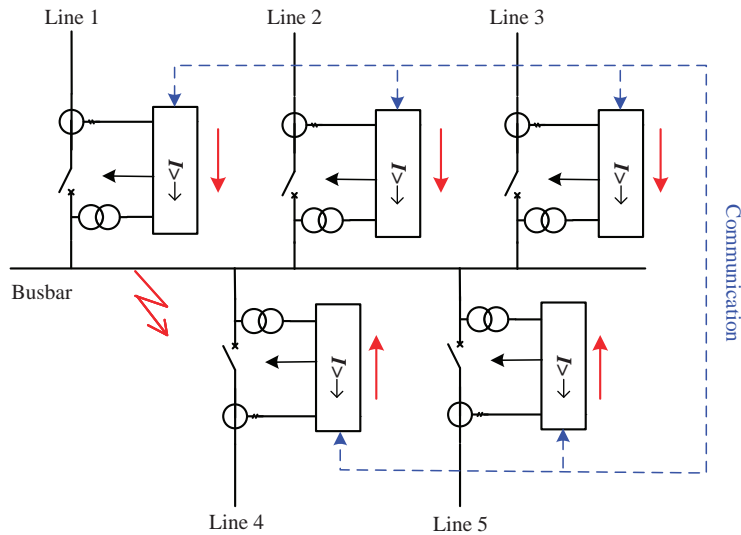 Line 1
Line 2
Line 3
I>
I>
I>
Communication
Busbar
I>
I>
Line 4
Line 5